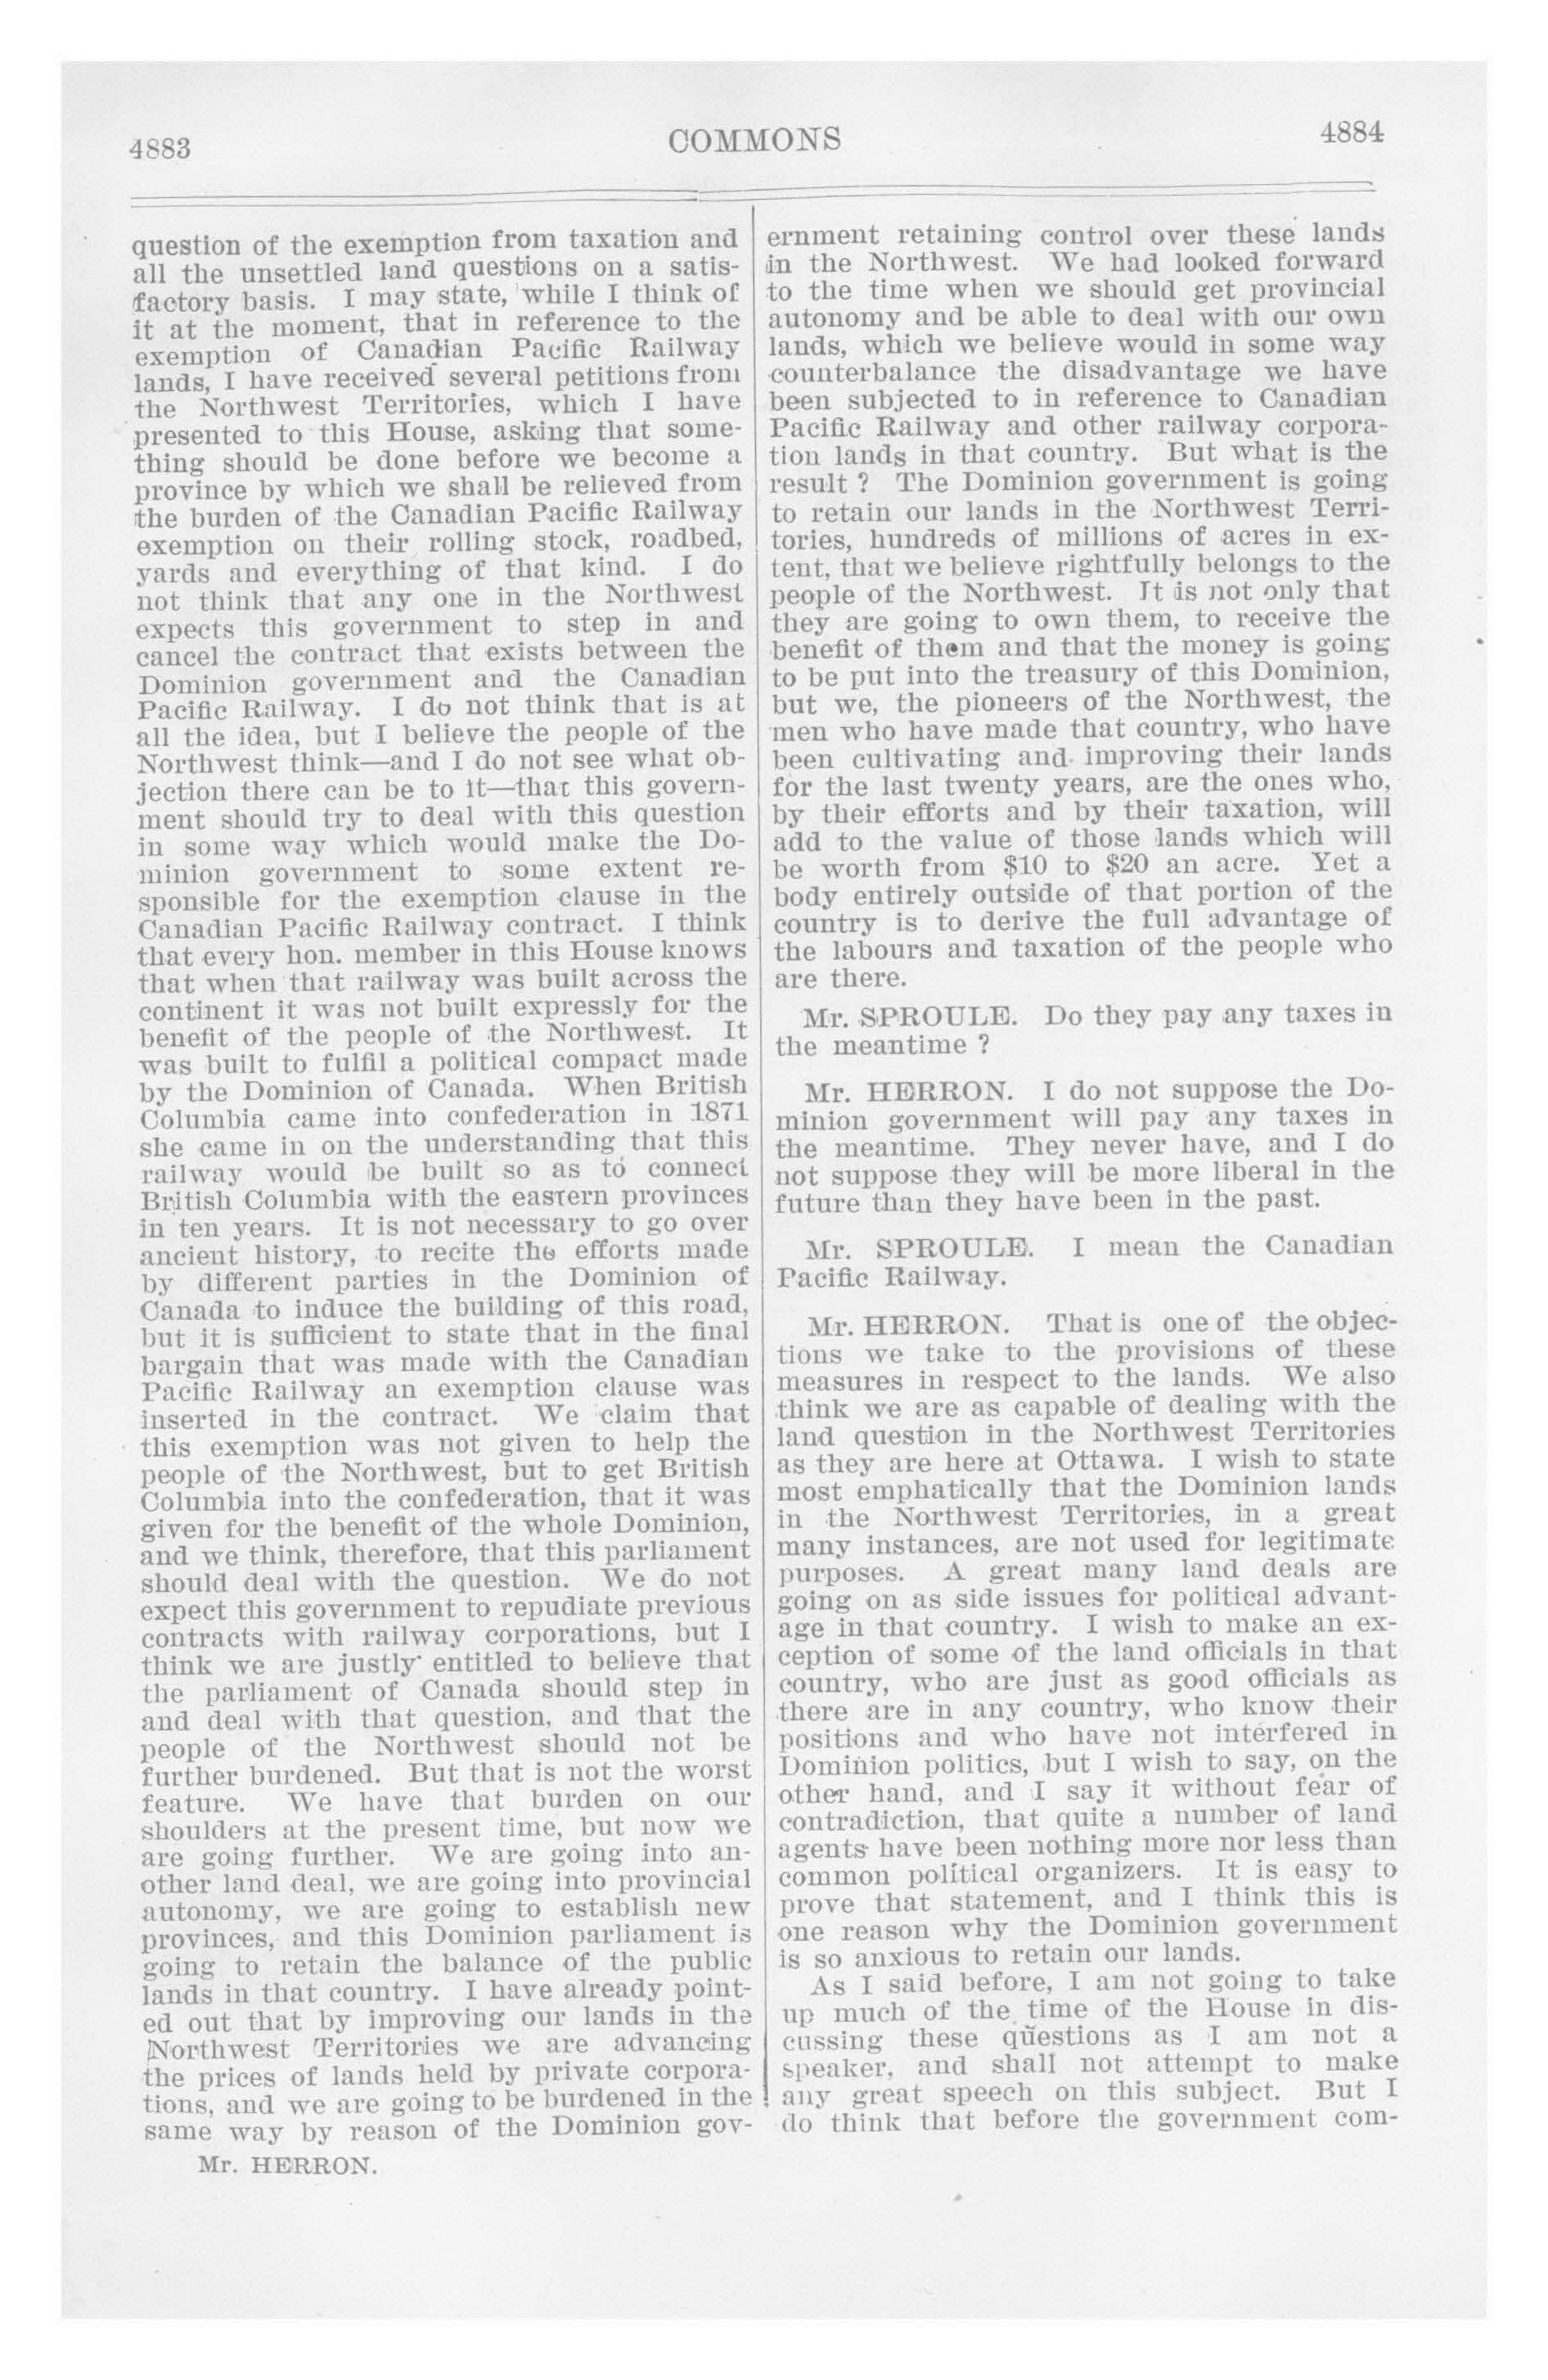 4883
COMMONS
4884
question of the exemption from taxation and
all the unsettled land questions on a satis-
factory basis. I may state, while I think of
it at the moment, that in reference to the
exemption of Canadian Pacific Railway
lands, I have received several petitions from
the Northwest Territories, which I have
presented to this House, asking that some-
thing should be done before we become a
province by which we shall be relieved from
the burden of the Canadian Pacific Railway
exemption on their rolling stock, roadbed,
yards and everything of that kind. I do
not think that any one in the Northwest
expects this government to step in and
cancel the contract that exists between the
Dominion government and the Canadian
Pacific Railway. I do not think that is at
all the idea, but I believe the people of the
Northwest think—and I do not see what ob-
jection there can be to it—that this govern-
ment should try to deal with this question
in some way which would make the Do-
minion government to some extent re-
sponsible for the exemption clause in the
Canadian Pacific Railway contract. I think
that every hon. member in this House knows
that when that railway was built across the
continent it was not built expressly for the
benefit of the people of the Northwest. It
was built to fulfil a political compact made
by the Dominion of Canada. When British
Columbia came into confederation in 1871
she came in on the understanding that this
railway would be built so as to connect
British Columbia with the eastern provinces
in ten years. It is not necessary to go over
ancient history, to recite the efforts made
by different parties in the Dominion of
Canada to induce the building of this road,
but it is sufficient to state that in the final
bargain that was made with the Canadian
Pacific Railway an exemption clause was
inserted in the contract. We claim that
this exemption was not given to help the
people of the Northwest, but to get British
Columbia into the confederation, that it was
given for the benefit of the whole Dominion,
and we think, therefore, that this parliament
should deal with the question. We do not
expect this government to repudiate previous
contracts with railway corporations, but I
think we are justly entitled to believe that
the parliament of Canada should step in
and deal with that question, and that the
people of the Northwest should not be
further burdened. But that is not the worst
feature. We have that burden on our
shoulders at the present time, but now we
are going further. We are going into an-
other land deal, we are going into provincial
autonomy, we are going to establish new
provinces, and this Dominion parliament is
going to retain the balance of the public
lands in that country. I have already point-
ed out that by improving our lands in the
Northwest Territories we are advancing
the prices of lands held by private corpora-
tions, and we are going to be burdened in the
same way by reason of the Dominion gov-
Mr. HERRON.
ernment retaining control over these lands
in the Northwest. We had looked forward
to the time when we should get provincial
autonomy and be able to deal with our own
lands, which we believe would in some way
counterbalance the disadvantage we have
been subjected to in reference to Canadian
Pacific Railway and other railway corpora-
tion lands in that country. But what is the
result ? The Dominion government is going
to retain our lands in the Northwest Terri-
tories, hundreds of millions of acres in ex-
tent, that we believe rightfully belongs to the
people of the Northwest. It is not only that
they are going to own them, to receive the
benefit of them and that the money is going
to be put into the treasury of this Dominion,
but we, the pioneers of the Northwest, the
men who have made that country, who have
been cultivating and improving their lands
for the last twenty years, are the ones who,
by their efforts and by their taxation, will
add to the value of those lands which will
be worth from $10 to $20 an acre. Yet a
body entirely outside of that portion of the
country is to derive the full advantage of
the labours and taxation of the people who
are there.
Mr. SPROULE. Do they pay any taxes in
the meantime ?
Mr. HERRON. I do not suppose the Do-
minion government will pay any taxes in
the meantime. They never have, and I do
not suppose they will be more liberal in the
future than they have been in the past.
Mr. SPROULE. I mean the Canadian
Pacific Railway.
Mr. HERRON. That is one of the objec-
tions we take to the provisions of these
measures in respect to the lands. We also
think we are as capable of dealing with the
land question in the Northwest Territories
as they are here at Ottawa. I wish to state
most emphatically that the Dominion lands
in the Northwest Territories, in a great
many instances, are not used for legitimate
purposes. A great many land deals are
going on as side issues for political advant-
age in that country. I wish to make an ex-
ception of some of the land officials in that
country, who are just as good officials as
there are in any country, who know their
positions and who have not interfered in
Dominion politics, but I wish to say, on the
other hand, and I say it without fear of
contradiction, that quite a number of land
agents have been nothing more nor less than
common political organizers. It is easy to
prove that statement, and I think this is
one reason why the Dominion government
is so anxious to retain our lands.
As I said before, I am not going to take
up much of the time of the House in dis-
cussing these questions as I am not a
speaker, and shall not attempt to make
any great speech on this subject. But I
do think that before the government com-